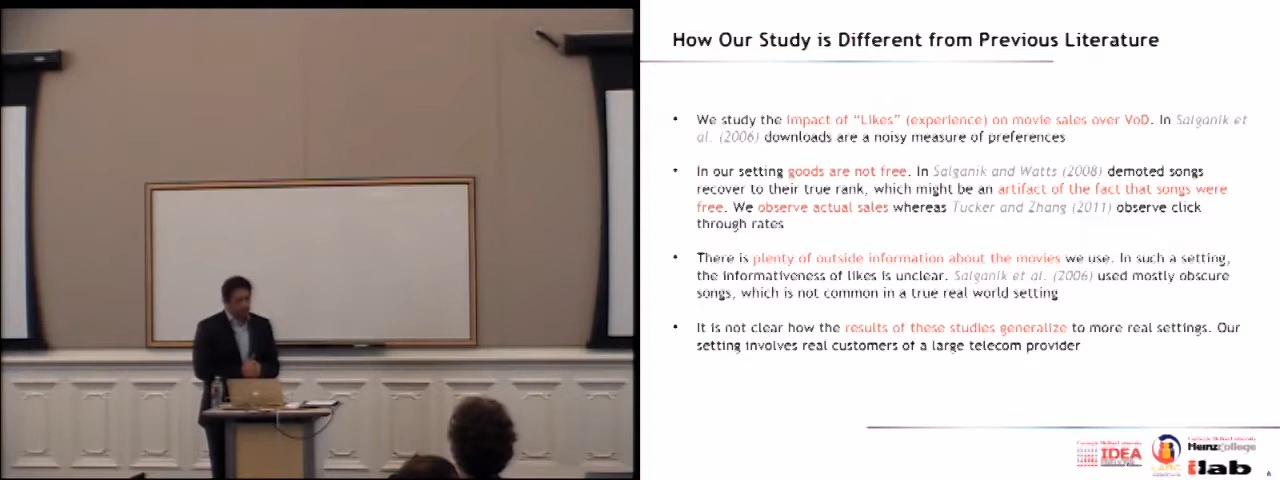 How Our Study is Different from Previous Literature
• We study the impact of “Likes” (experience) on movie sales over VoD. In Salganik et
al. (2006) downloads are a noisy measure of preferences
• In our setting goods are not free. In Salganik and Watts (2008) demoted songs
recover to their true rank, which might be an artifact of the fact that songs were
free. We observe actual sales whereas Tucker and Zhang (2011) observe click
through rates
• There is plenty of outside information about the movies we use. In such a setting,
the informativeness of likes is unclear. Salganik et al. (2006) used mostly obscure
songs, which is not common in a true real world setting
• It is not clear how the results of these studies generalize to more real settings. Our
setting involves real customers of a large telecom provider
Carnegie Mellon University
IDEA
Carnegie Mellon University
HeinzCollege
ilab